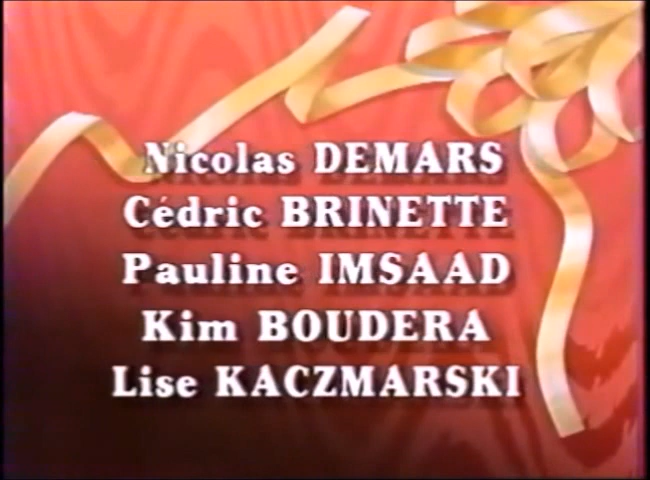 Nicolas DEMARS
Cédric BRINETTE
Pauline IMSAAD
Kim BOUDERA
Lise KACZMARSKI